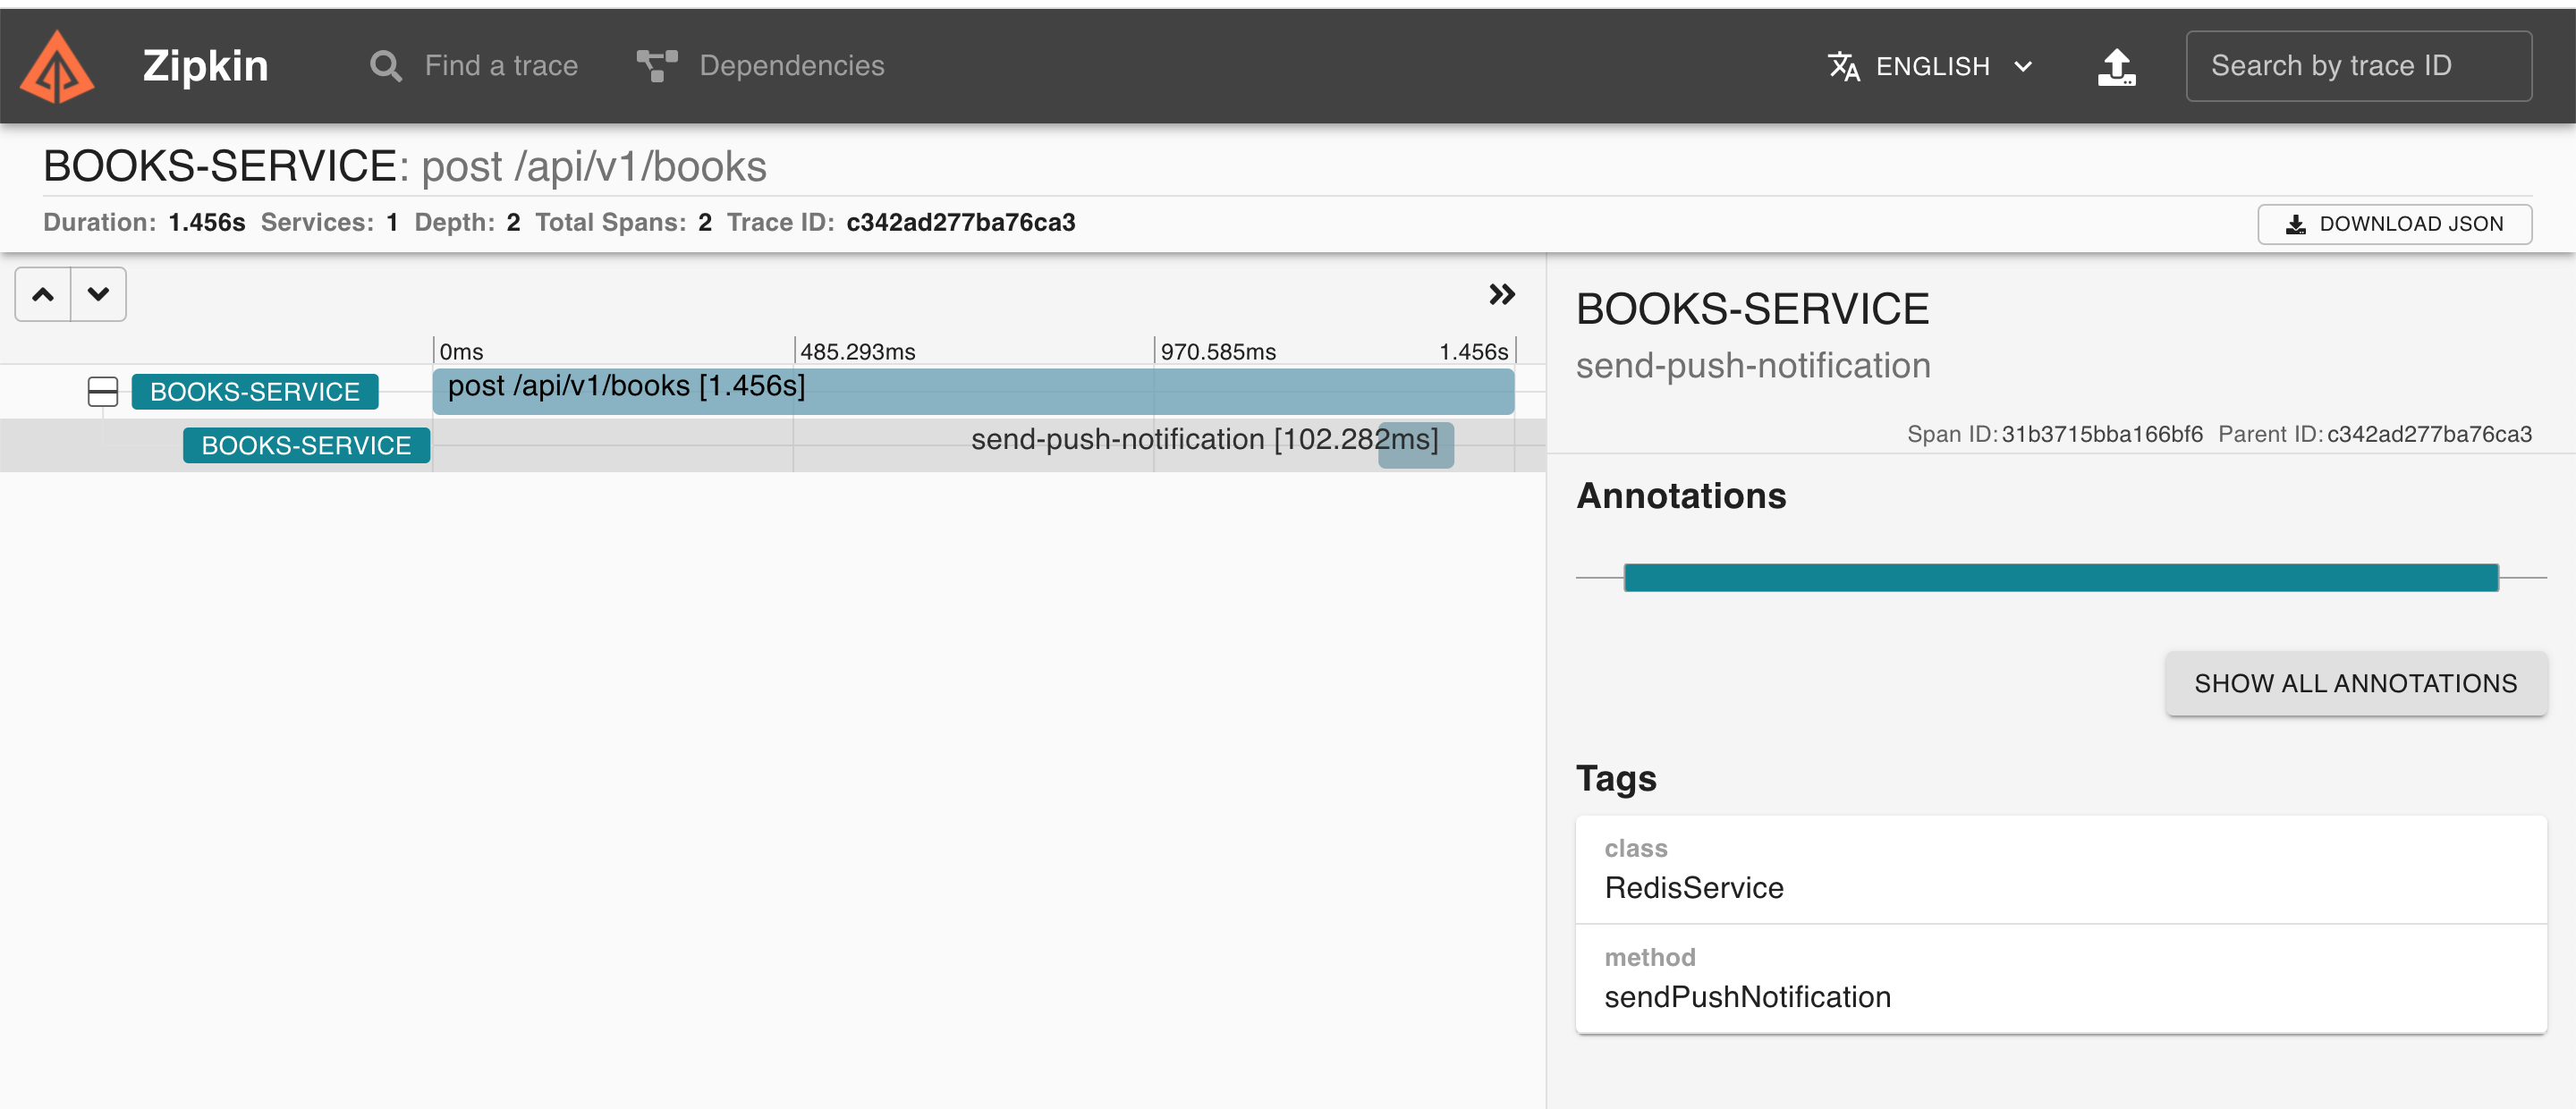 Zipkin Find a trace Dependencies ENGLISH Search by trace ID
BOOKS-SERVICE: post /api/v1/books
Duration: 1.456s Services: 1 Depth: 2 Total Spans: 2 Trace ID: c342ad277ba76ca3 DOWNLOAD JSON
0ms 485.293ms 970.585ms 1.456s
BOOKS-SERVICE post /api/v1/books [1.456s]
BOOKS-SERVICE send-push-notification [102.282ms]
BOOKS-SERVICE
send-push-notification
Span ID: 31b3715bba166bf6 Parent ID: c342ad277ba76ca3
Annotations
SHOW ALL ANNOTATIONS
Tags
class
RedisService
method
sendPushNotification